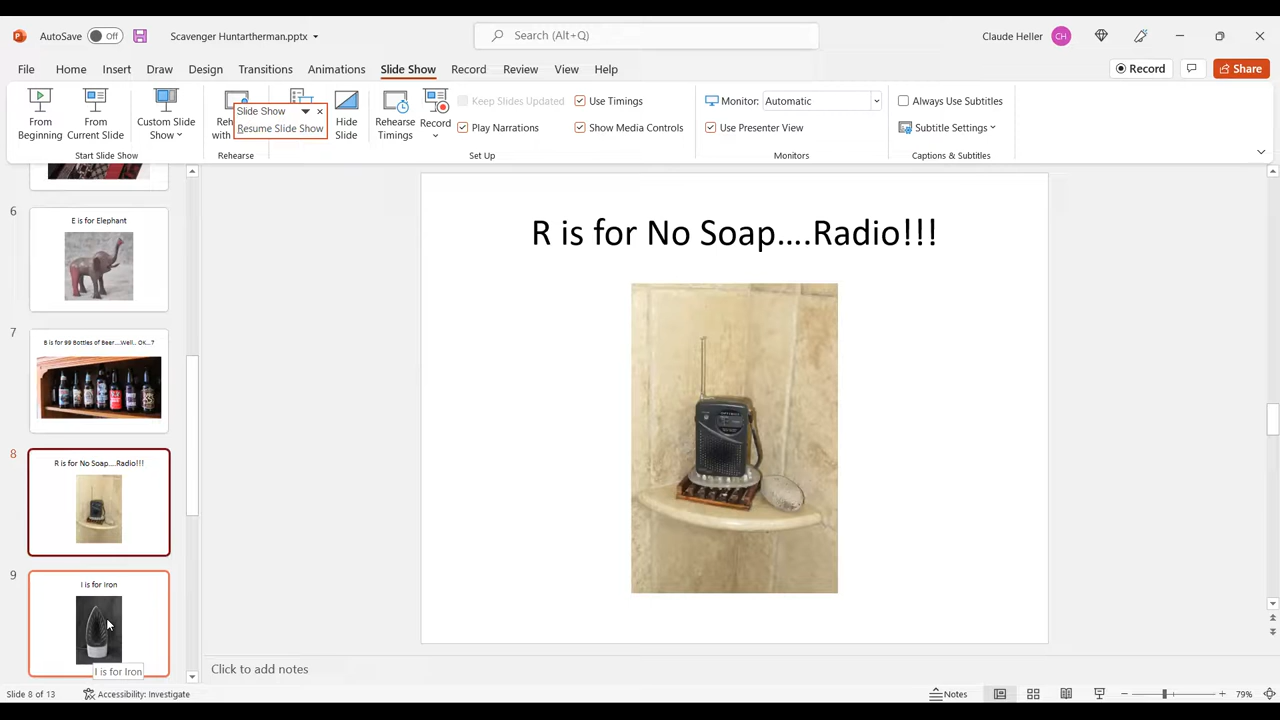 AutoSave Off Scavenger Huntartherman.pptx Search (Alt+Q) Claude Heller CH
File Home Insert Draw Design Transitions Animations Slide Show Record Review View Help Record Share
From Beginning
From Current Slide
Custom Slide Show
Start Slide Show
Reh
with
Rehearse
Slide Show
Resume Slide Show
Hide Slide
Rehearse Timings
Record
Keep Slides Updated
Use Timings
Play Narrations
Show Media Controls
Set Up
Monitor: Automatic
Use Presenter View
Monitors
Always Use Subtitles
Subtitle Settings
Captions & Subtitles
6
E is for Elephant
7
B is for 99 Bottles of Beer....Well.. OK...?
8
R is for No Soap....Radio!!!
9
I is for Iron
I is for Iron
R is for No Soap....Radio!!!
Click to add notes
Slide 8 of 13 Accessibility: Investigate Notes 79%